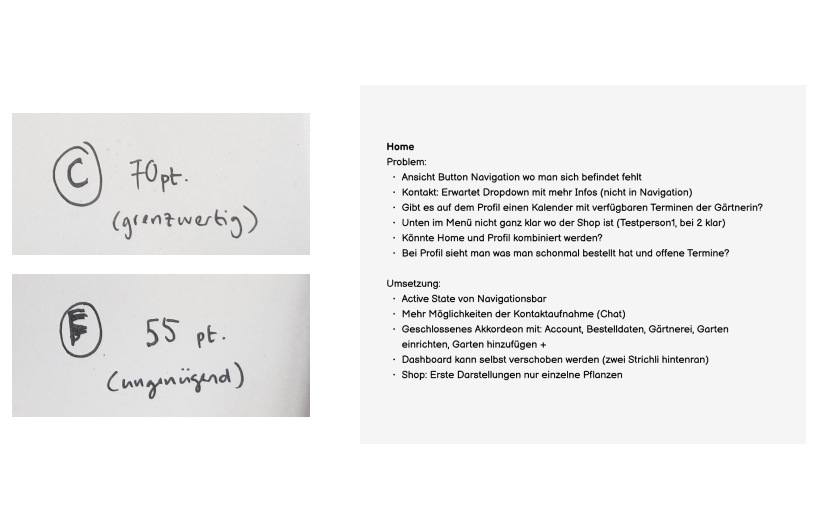 C 70pt.
(grenzwertig)
F 55 pt.
(ungenügend)
Home
Problem:
· Ansicht Button Navigation wo man sich befindet fehlt
· Kontakt: Erwartet Dropdown mit mehr Infos (nicht in Navigation)
· Gibt es auf dem Profil einen Kalender mit verfügbaren Terminen der Gärtnerin?
· Unten im Menü nicht ganz klar wo der Shop ist (Testperson1, bei 2 klar)
· Könnte Home und Profil kombiniert werden?
· Bei Profil sieht man was man schonmal bestellt hat und offene Termine?
Umsetzung:
· Active State von Navigationsbar
· Mehr Möglichkeiten der Kontaktaufnahme (Chat)
· Geschlossenes Akkordeon mit: Account, Bestelldaten, Gärtnerei, Garten
einrichten, Garten hinzufügen +
· Dashboard kann selbst verschoben werden (zwei Strichli hintenran)
· Shop: Erste Darstellungen nur einzelne Pflanzen